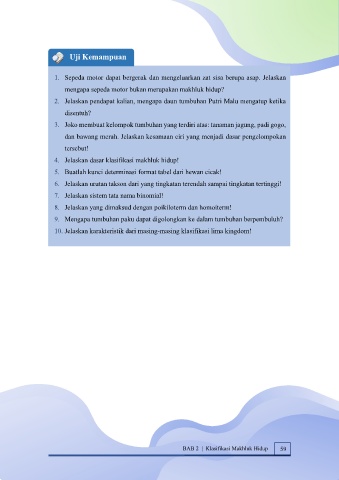 Uji Kemampuan
1. Sepeda motor dapat bergerak dan mengeluarkan zat sisa berupa asap. Jelaskan
mengapa sepeda motor bukan merupakan makhluk hidup?
2. Jelaskan pendapat kalian, mengapa daun tumbuhan Putri Malu mengatup ketika
disentuh?
3. Joko membuat kelompok tumbuhan yang terdiri atas: tanaman jagung, padi gogo,
dan bawang merah. Jelaskan kesamaan ciri yang menjadi dasar pengelompokan
tersebut!
4. Jelaskan dasar klasifikasi makhluk hidup!
5. Buatlah kunci determinasi format tabel dari hewan cicak!
6. Jelaskan urutan takson dari yang tingkatan terendah sampai tingkatan tertinggi!
7. Jelaskan sistem tata nama binomial!
8. Jelaskan yang dimaksud dengan poikiloterm dan homoiterm!
9. Mengapa tumbuhan paku dapat digolongkan ke dalam tumbuhan berpembuluh?
10. Jelaskan karakteristik dari masing-masing klasifikasi lima kingdom!
BAB 2 | Klasifikasi Makhluk Hidup 59